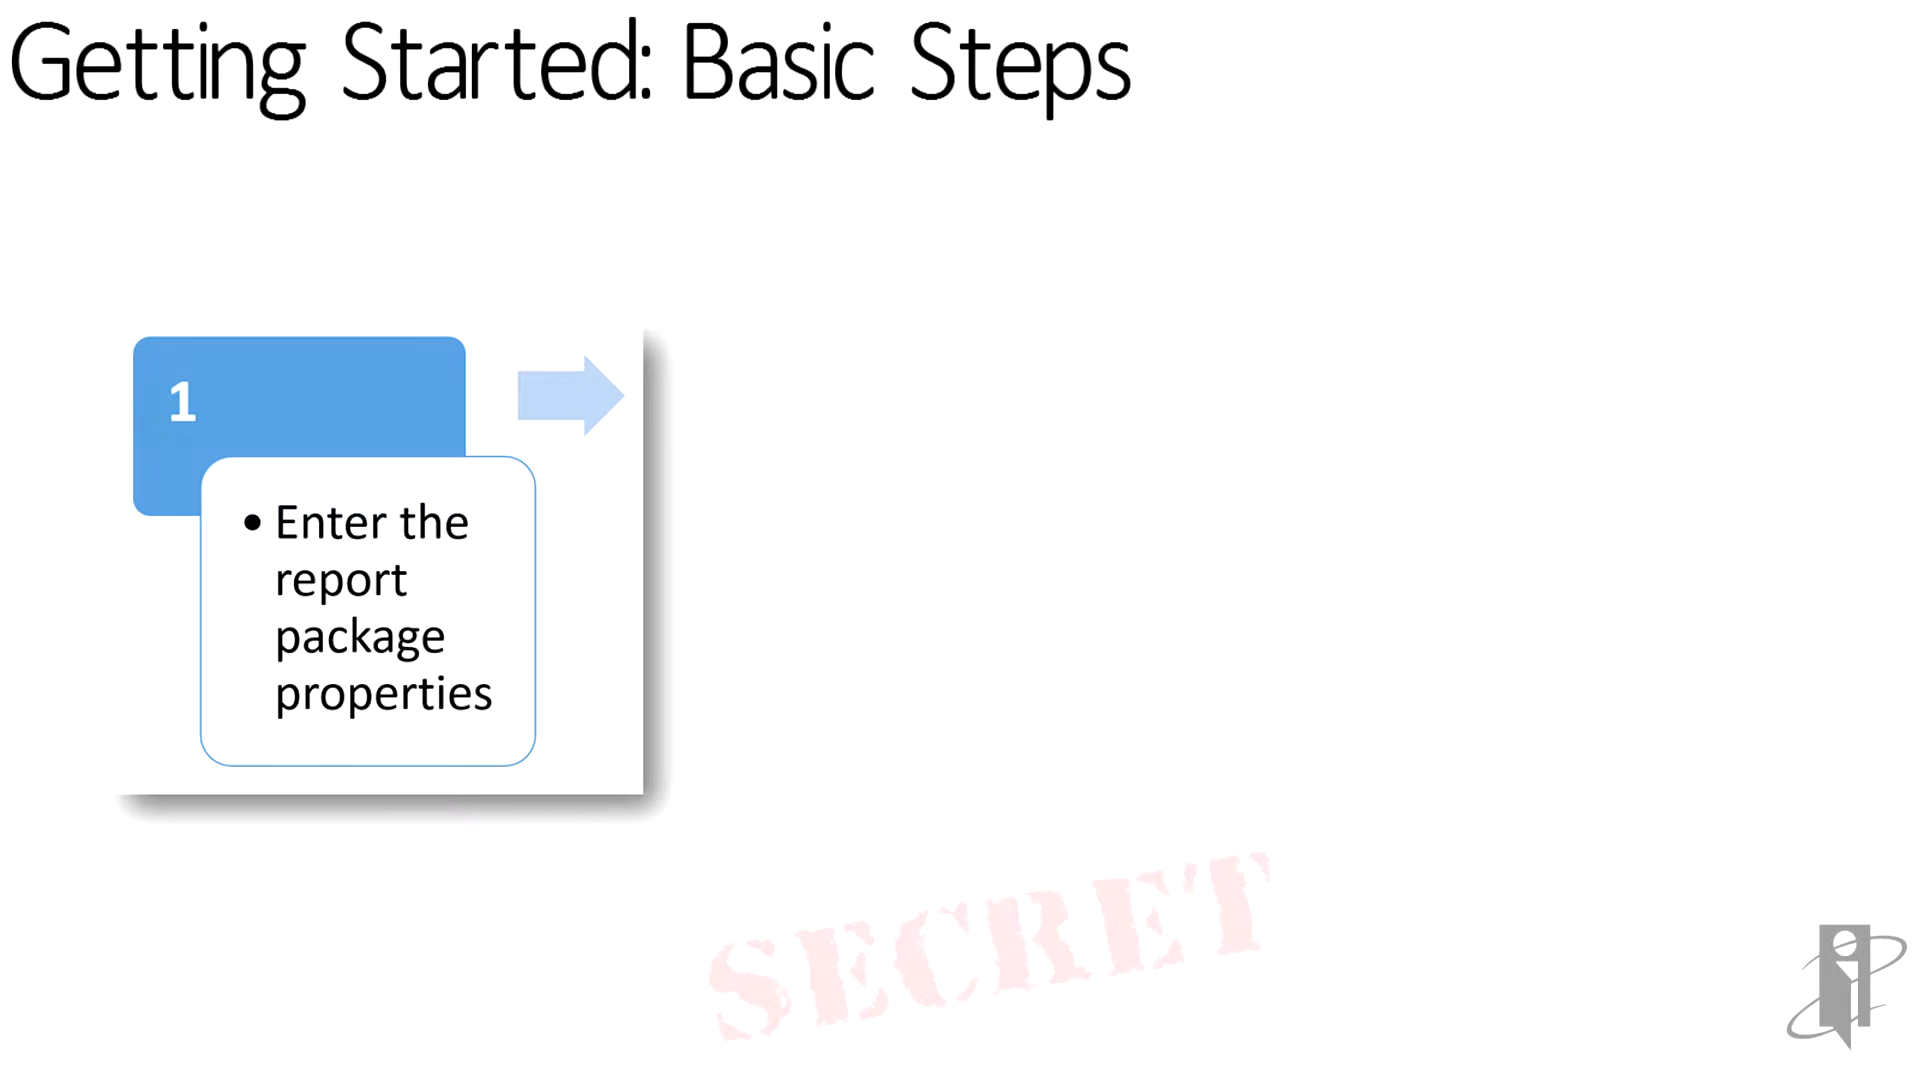 Getting Started: Basic Steps
1
• Enter the
report
package
properties
SECRET